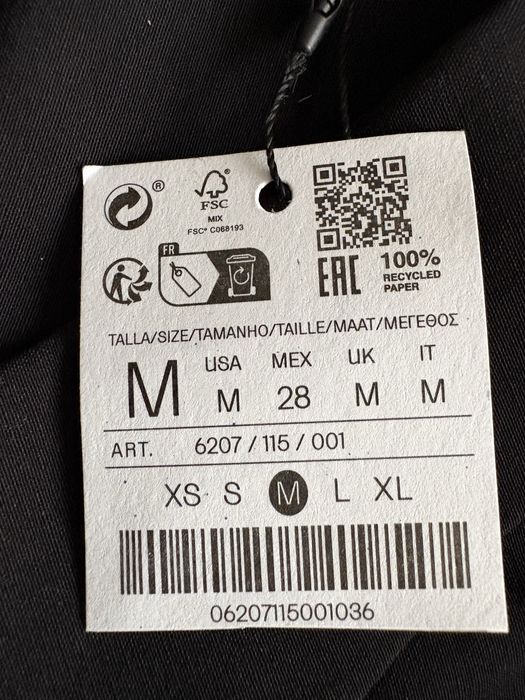 ®
®
FSC
MIX
FSC® C068193
FR
EAC
100%
RECYCLED
PAPER
TALLA/SIZE/TAMANHO/TAILLE/MAAT/ΜΕΓΕΘΟΣ
USA MEX UK IT
M M 28 M M
ART. 6207 / 115 / 001
XS S M L XL
06207115001036